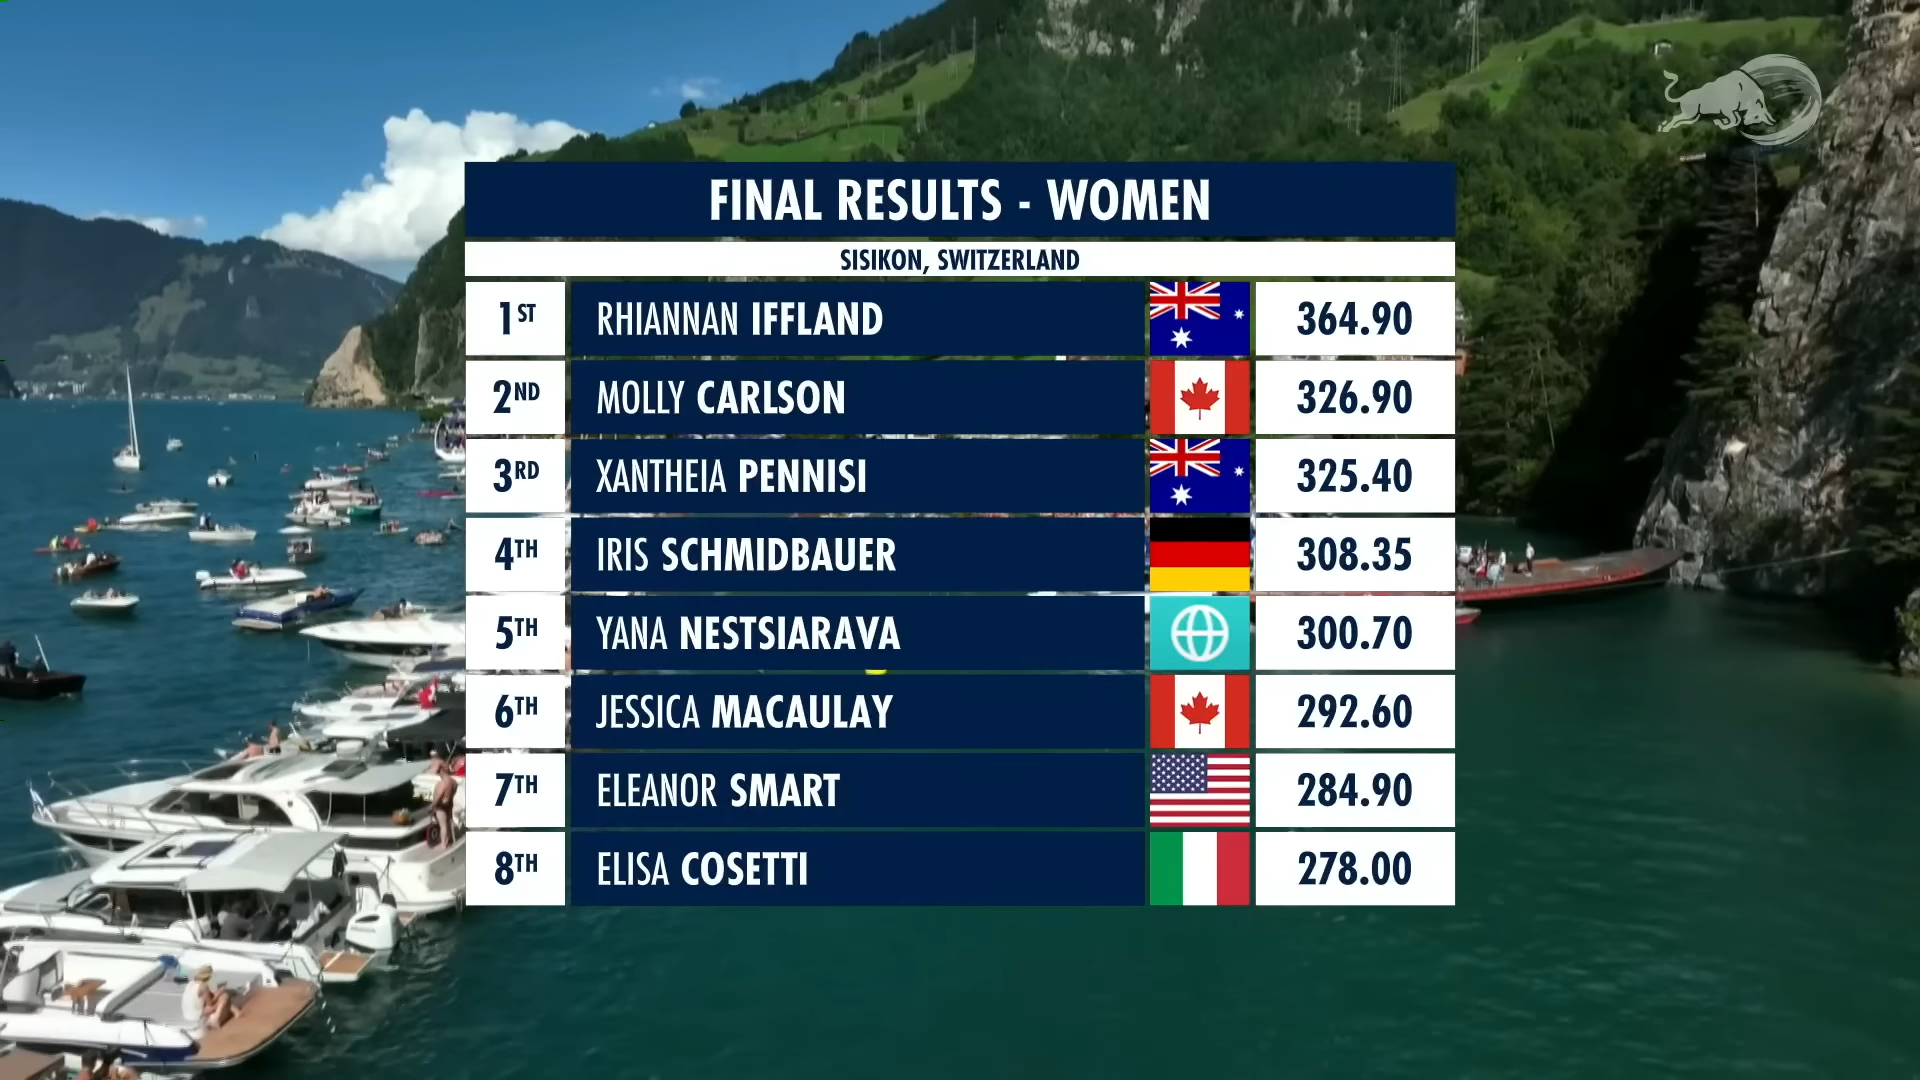 FINAL RESULTS - WOMEN
SISIKON, SWITZERLAND
1ST RHIANNAN IFFLAND 364.90
2ND MOLLY CARLSON 326.90
3RD XANTHEIA PENNISI 325.40
4TH IRIS SCHMIDBAUER 308.35
5TH YANA NESTSIARAVA 300.70
6TH JESSICA MACAULAY 292.60
7TH ELEANOR SMART 284.90
8TH ELISA COSETTI 278.00